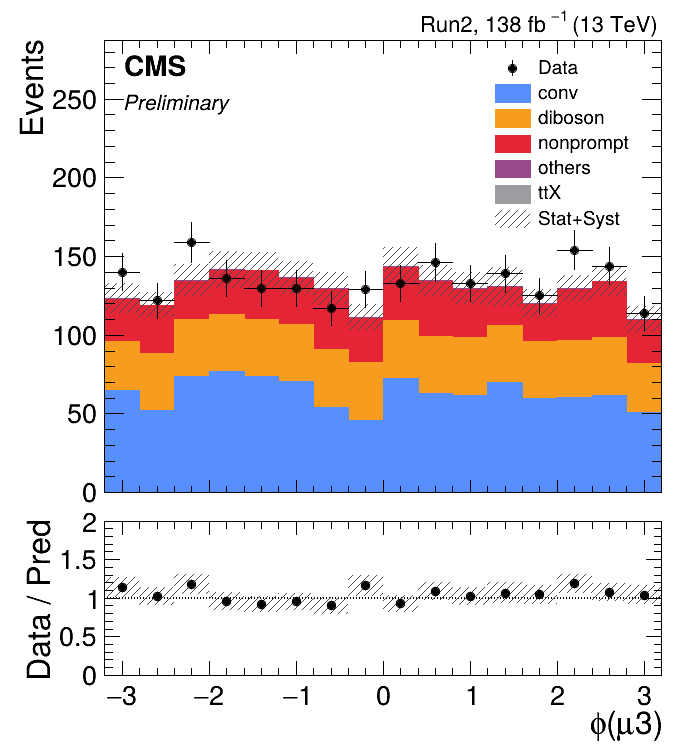 Run2, 138 fb⁻¹ (13 TeV)
CMS
Preliminary
Events
250
200
150
100
50
0
Data
conv
diboson
nonprompt
others
ttX
Stat+Syst
Data / Pred
2
1.5
1
0.5
0
−3 −2 −1 0 1 2 3
ϕ(μ3)